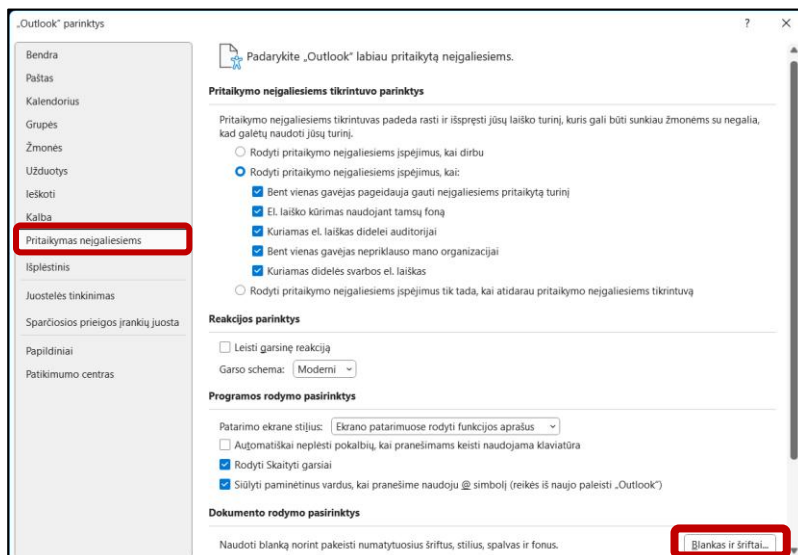 „Outlook“ parinktys
?
Bendra
Paštas
Kalendorius
Grupės
Žmonės
Užduotys
Ieškoti
Kalba
Pritaikymas neįgaliesiems
Išplėstinis
Juostelės tinkinimas
Sparčiosios prieigos įrankių juosta
Papildiniai
Patikimumo centras
Padarykite „Outlook“ labiau pritaikytą neįgaliesiems.
Pritaikymo neįgaliesiems tikrintuvo parinktys
Pritaikymo neįgaliesiems tikrintuvas padeda rasti ir išspręsti jūsų laiško turinį, kuris gali būti sunkiau žmonėms su negalia,
kad galėtų naudoti jūsų turinį.
Rodyti pritaikymo neįgaliesiems įspėjimus, kai dirbu
Rodyti pritaikymo neįgaliesiems įspėjimus, kai:
Bent vienas gavėjas pageidauja gauti neįgaliesiems pritaikytą turinį
El. laiško kūrimas naudojant tamsų foną
Kuriamas el. laiškas didelei auditorijai
Bent vienas gavėjas nepriklauso mano organizacijai
Kuriamas didelės svarbos el. laiškas
Rodyti pritaikymo neįgaliesiems įspėjimus tik tada, kai atidarau pritaikymo neįgaliesiems tikrintuvą
Reakcijos parinktys
Leisti garsinę reakciją
Garso schema: Moderni
Programos rodymo pasirinktys
Patarimo ekrane stilius: Ekrano patarimuose rodyti funkcijos aprašus
Automatiškai neplėsti pokalbių, kai pranešimams keisti naudojama klaviatūra
Rodyti Skaityti garsiai
Siūlyti paminėtinus vardus, kai pranešime naudoju @ simbolį (reikės iš naujo paleisti „Outlook“)
Dokumento rodymo pasirinktys
Naudoti blanką norint pakeisti numatytuosius šriftus, stilius, spalvas ir fonus. Blankas ir šriftai...